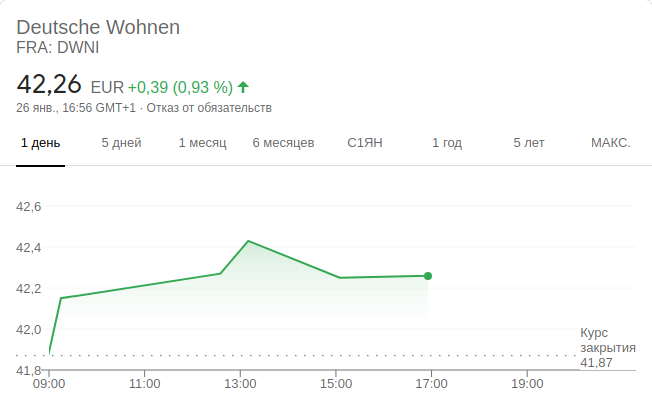 Deutsche Wohnen
FRA: DWNI
42,26 EUR +0,39 (0,93 %)
26 янв., 16:56 GMT+1 · Отказ от обязательств
1 день 5 дней 1 месяц 6 месяцев С1ЯН 1 год 5 лет МАКС.
42,6
42,4
42,2
42,0
41,8
Курс
закрытия
41,87
09:00 11:00 13:00 15:00 17:00 19:00